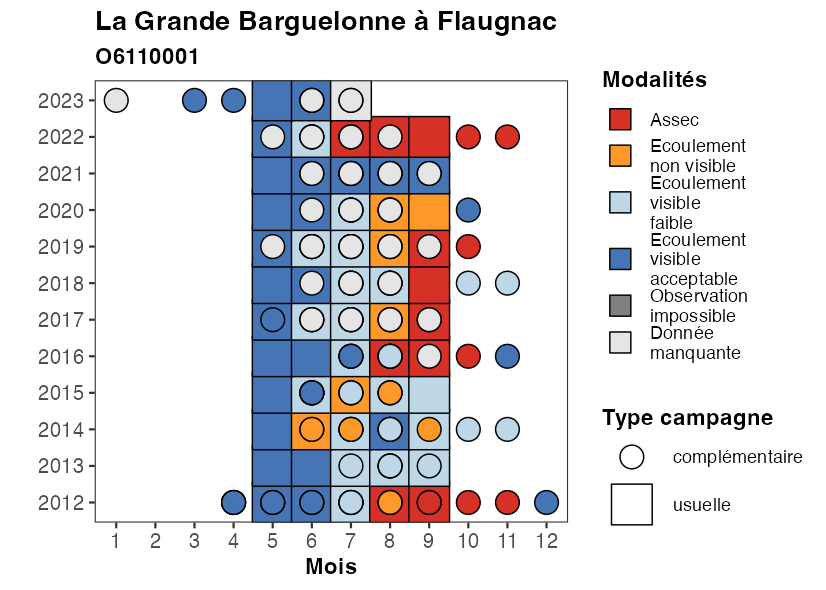 La Grande Barguelonne à Flaugnac
O6110001
2023
2022
2021
2020
2019
2018
2017
2016
2015
2014
2013
2012
1 2 3 4 5 6 7 8 9 10 11 12
Mois
Modalités
Assec
Ecoulement
non visible
Ecoulement
visible
faible
Ecoulement
visible
acceptable
Observation
impossible
Donnée
manquante
Type campagne
complémentaire
usuelle